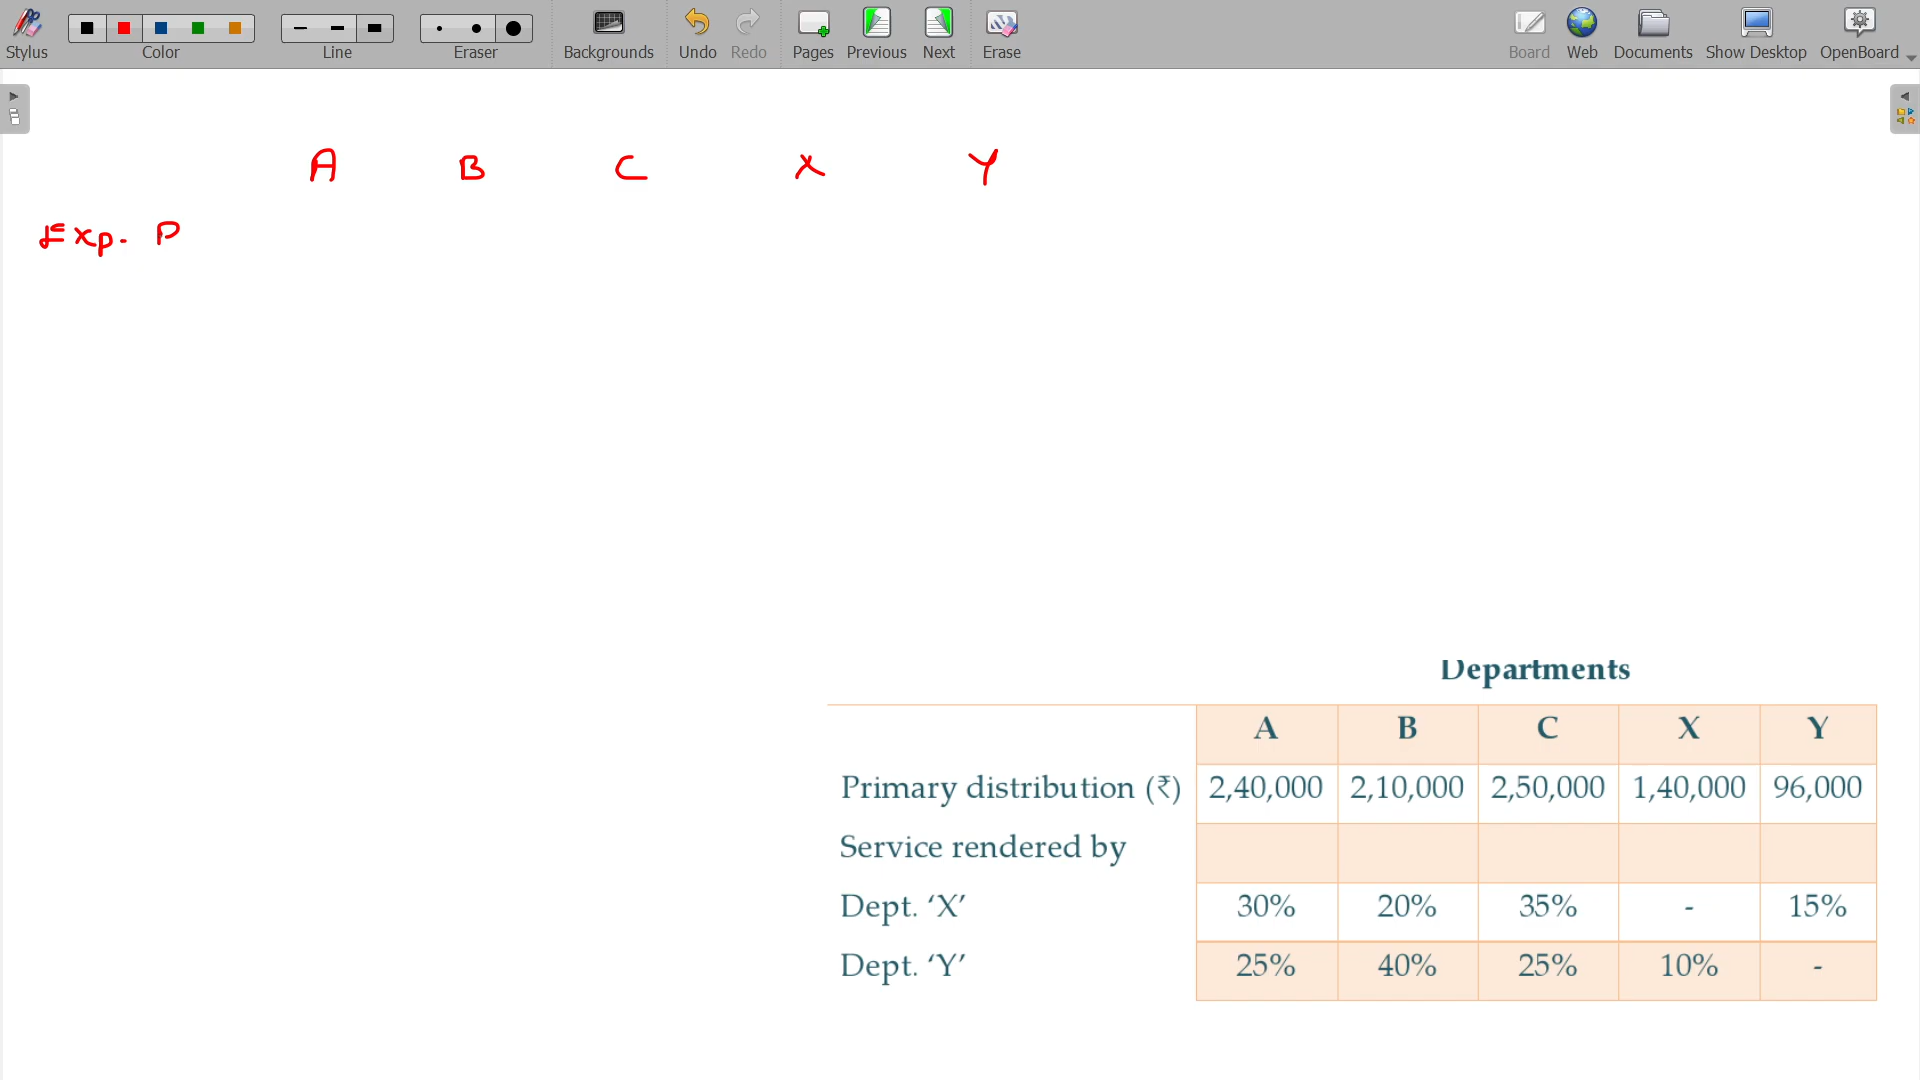 Stylus Color Line Eraser Backgrounds Undo Redo Pages Previous Next Erase Board Web Documents Show Desktop OpenBoard
A B C X Y
Exp. P
Departments
A B C X Y
Primary distribution (₹) 2,40,000 2,10,000 2,50,000 1,40,000 96,000
Service rendered by
Dept. ‘X’ 30% 20% 35% - 15%
Dept. ‘Y’ 25% 40% 25% 10% -